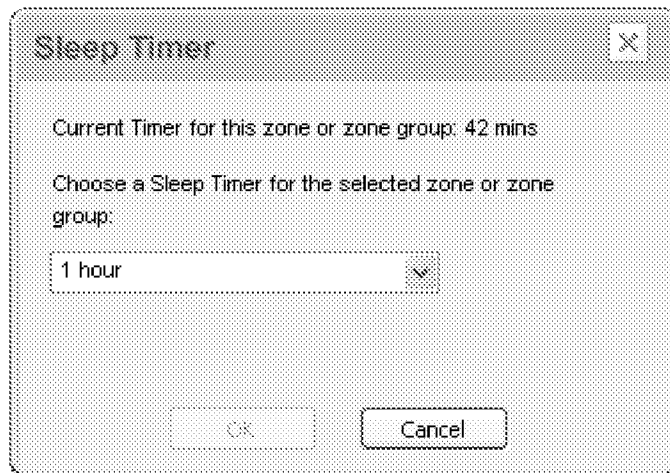 Sleep Timer
Current Timer for this zone or zone group: 42 mins
Choose a Sleep Timer for the selected zone or zone
group:
1 hour
OK
Cancel